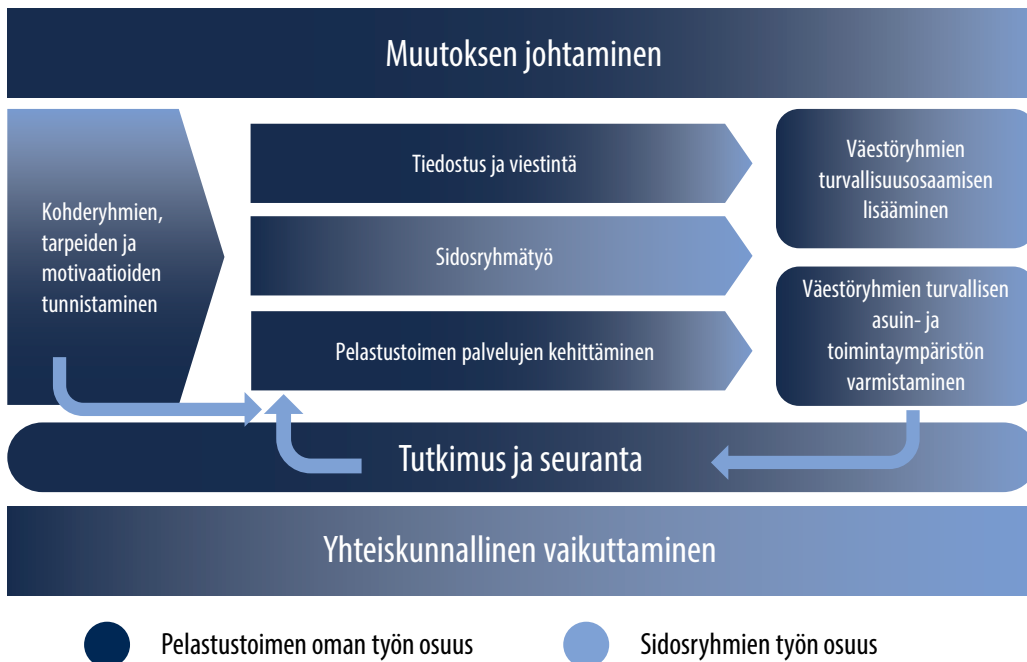 Muutoksen johtaminen
Kohderyhmien,
tarpeiden ja
motivaatioiden
tunnistaminen
Tiedostus ja viestintä
Sidosryhmätyö
Pelastustoimen palvelujen kehittäminen
Väestöryhmien
turvallisuusosaamisen
lisääminen
Väestöryhmien turvallisen
asuin- ja
toimintaympäristön
varmistaminen
Tutkimus ja seuranta
Yhteiskunnallinen vaikuttaminen
Pelastustoimen oman työn osuus
Sidosryhmien työn osuus